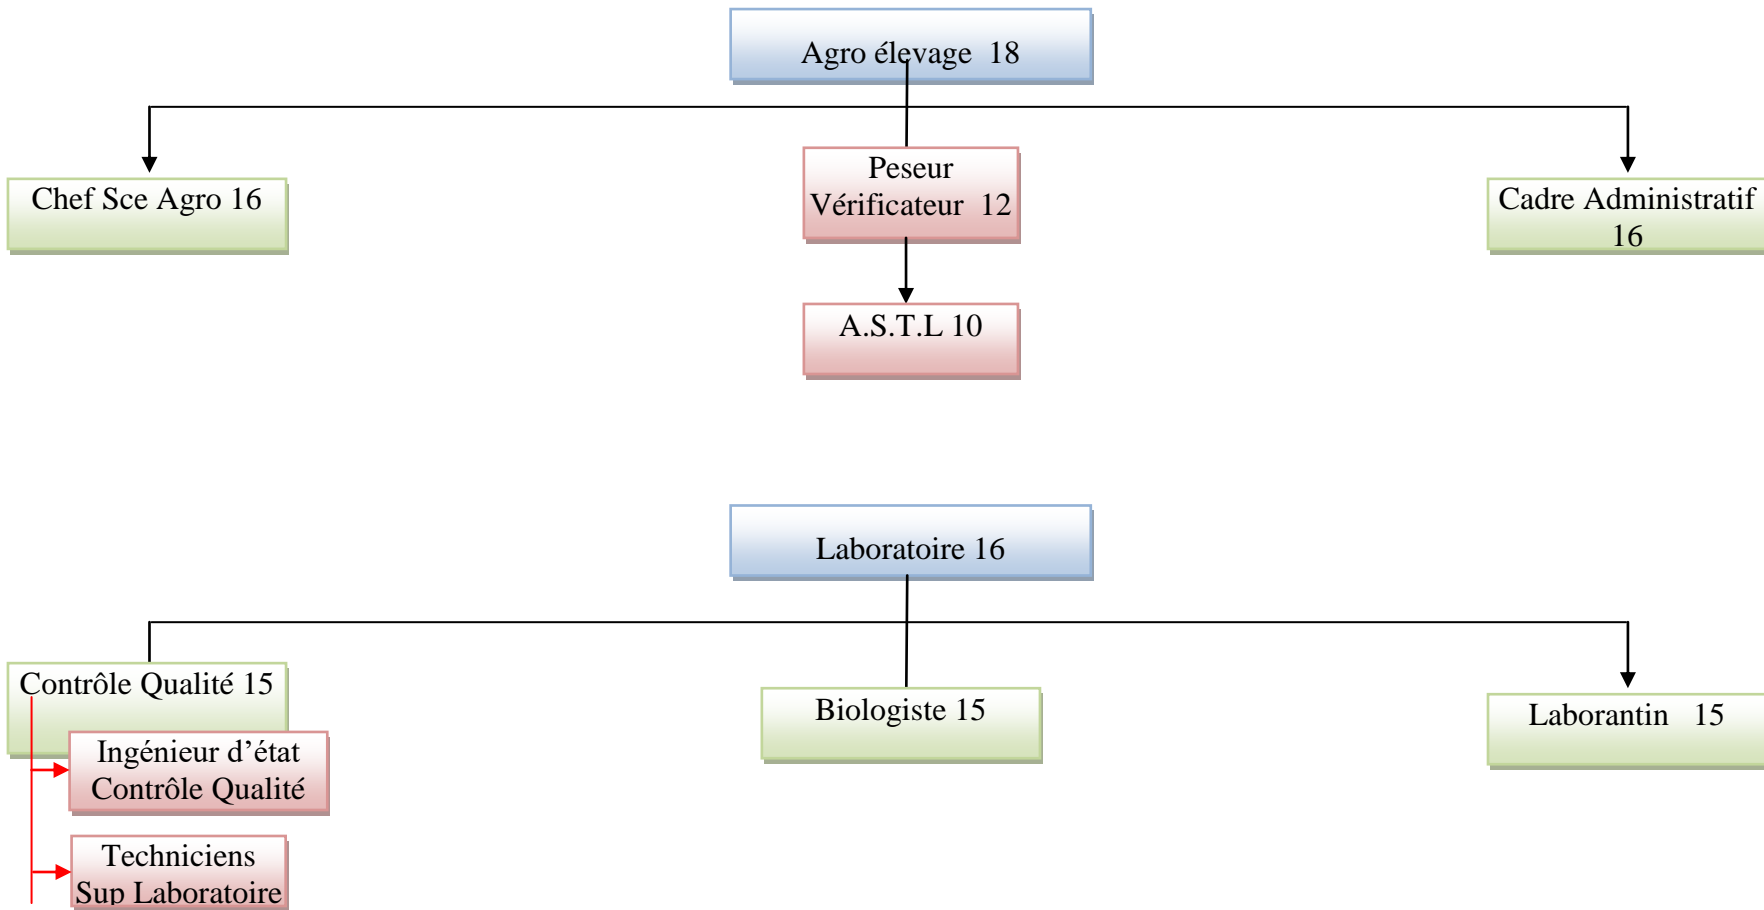 Agro élevage 18
Chef Sce Agro 16
Peseur
Vérificateur 12
Cadre Administratif
16
A.S.T.L 10
Laboratoire 16
Contrôle Qualité 15
Biologiste 15
Laborantin 15
Ingénieur d’état
Contrôle Qualité
Techniciens
Sup Laboratoire